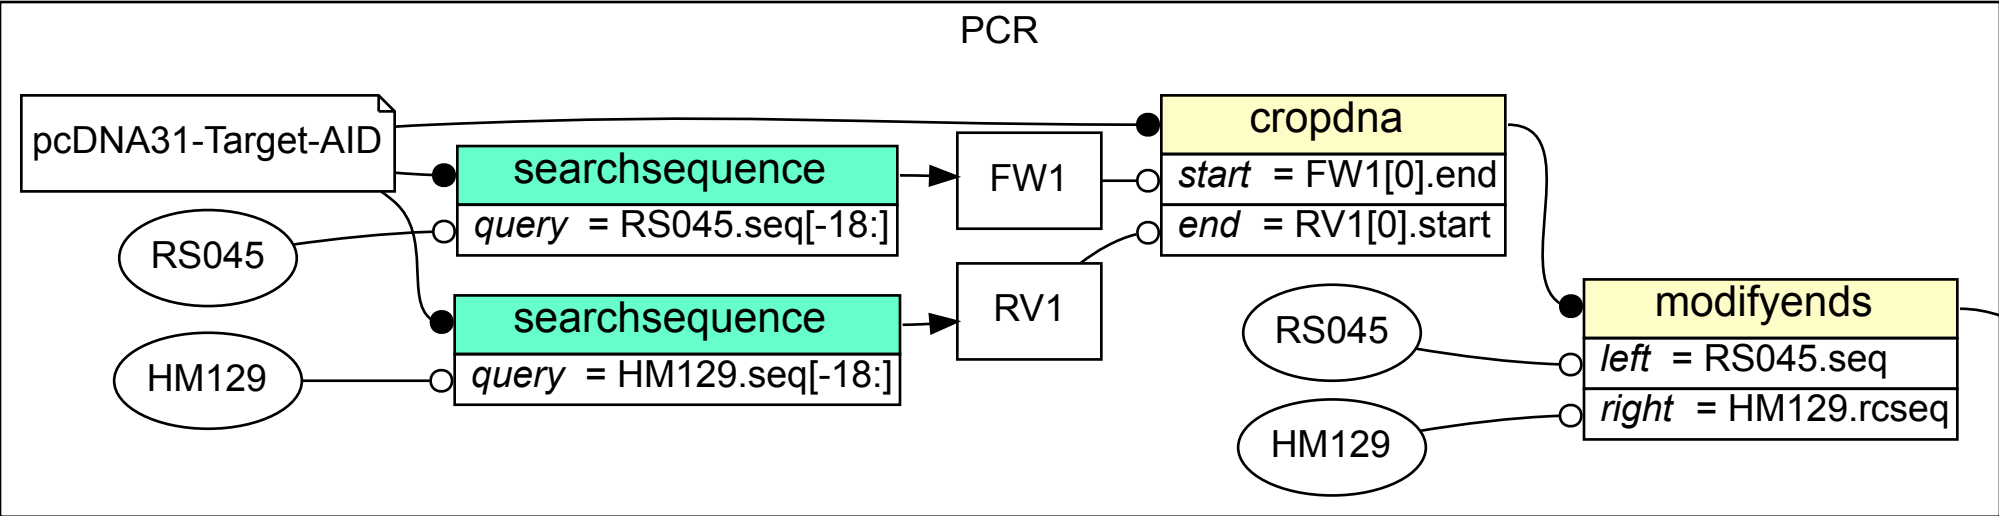 PCR
pcDNA31-Target-AID
searchsequence
query = RS045.seq[-18:]
RS045
searchsequence
query = HM129.seq[-18:]
HM129
FW1
RV1
cropdna
start = FW1[0].end
end = RV1[0].start
RS045
HM129
modifyends
left = RS045.seq
right = HM129.rcseq